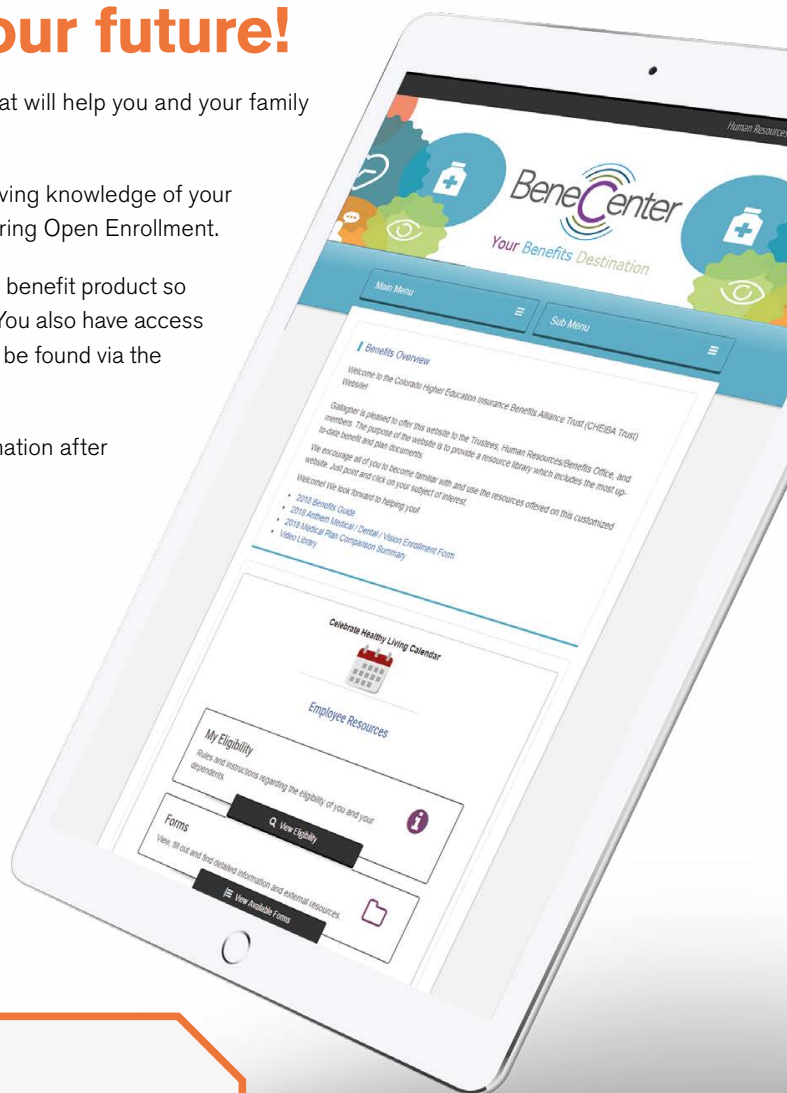 our future!
at will help you and your family
ving knowledge of your
ring Open Enrollment.
benefit product so
You also have access
be found via the
nation after
Human Resources
BeneCenter
Your Benefits Destination
Main Menu
Sub Menu
Benefits Overview
Welcome to the Colorado Higher Education Insurance Benefits Alliance Trust (CHEIBA Trust)
Website!
Gallagher is pleased to offer this website to the Trustees, Human Resources/Benefits Office, and
members. The purpose of the website is to provide a resource library which includes the most up-
to-date benefit and plan documents.
We encourage all of you to become familiar with and use the resources offered on this customized
website. Just point and click on your subject of interest.
Welcome! We look forward to helping you!
• 2018 Benefits Guide
• 2018 Anthem Medical / Dental / Vision Enrollment Form
• 2018 Medical Plan Comparison Summary
• Video Library
Celebrate Healthy Living Calendar
Employee Resources
My Eligibility
Rules and instructions regarding the eligibility of you and your
dependents.
View Eligibility
Forms
View, fill out and find detailed information and external resources.
View Available Forms